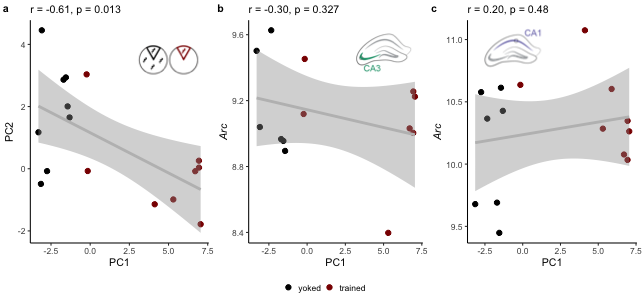 a r = -0.61, p = 0.013
b r = -0.30, p = 0.327
c r = 0.20, p = 0.48
PC2
4
2
0
-2
-2.5
0.0
2.5
5.0
7.5
PC1
Arc
9.6
9.2
8.8
8.4
CA3
-2.5
0.0
2.5
5.0
7.5
PC1
Arc
11.0
10.5
10.0
9.5
CA1
-2.5
0.0
2.5
5.0
7.5
PC1
yoked trained